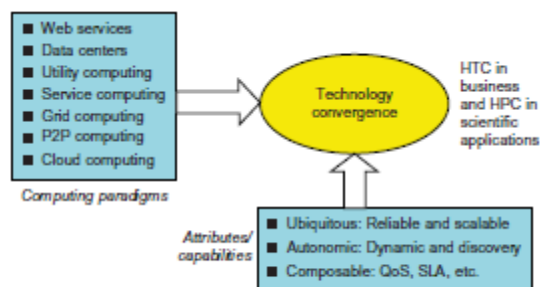 ■ Web services
■ Data centers
■ Utility computing
■ Service computing
■ Grid computing
■ P2P computing
■ Cloud computing
Computing paradigms
Technology
convergence
HTC in
business
and HPC in
scientific
applications
Attributes/
capabilities
■ Ubiquitous: Reliable and scalable
■ Autonomic: Dynamic and discovery
■ Composable: QoS, SLA, etc.